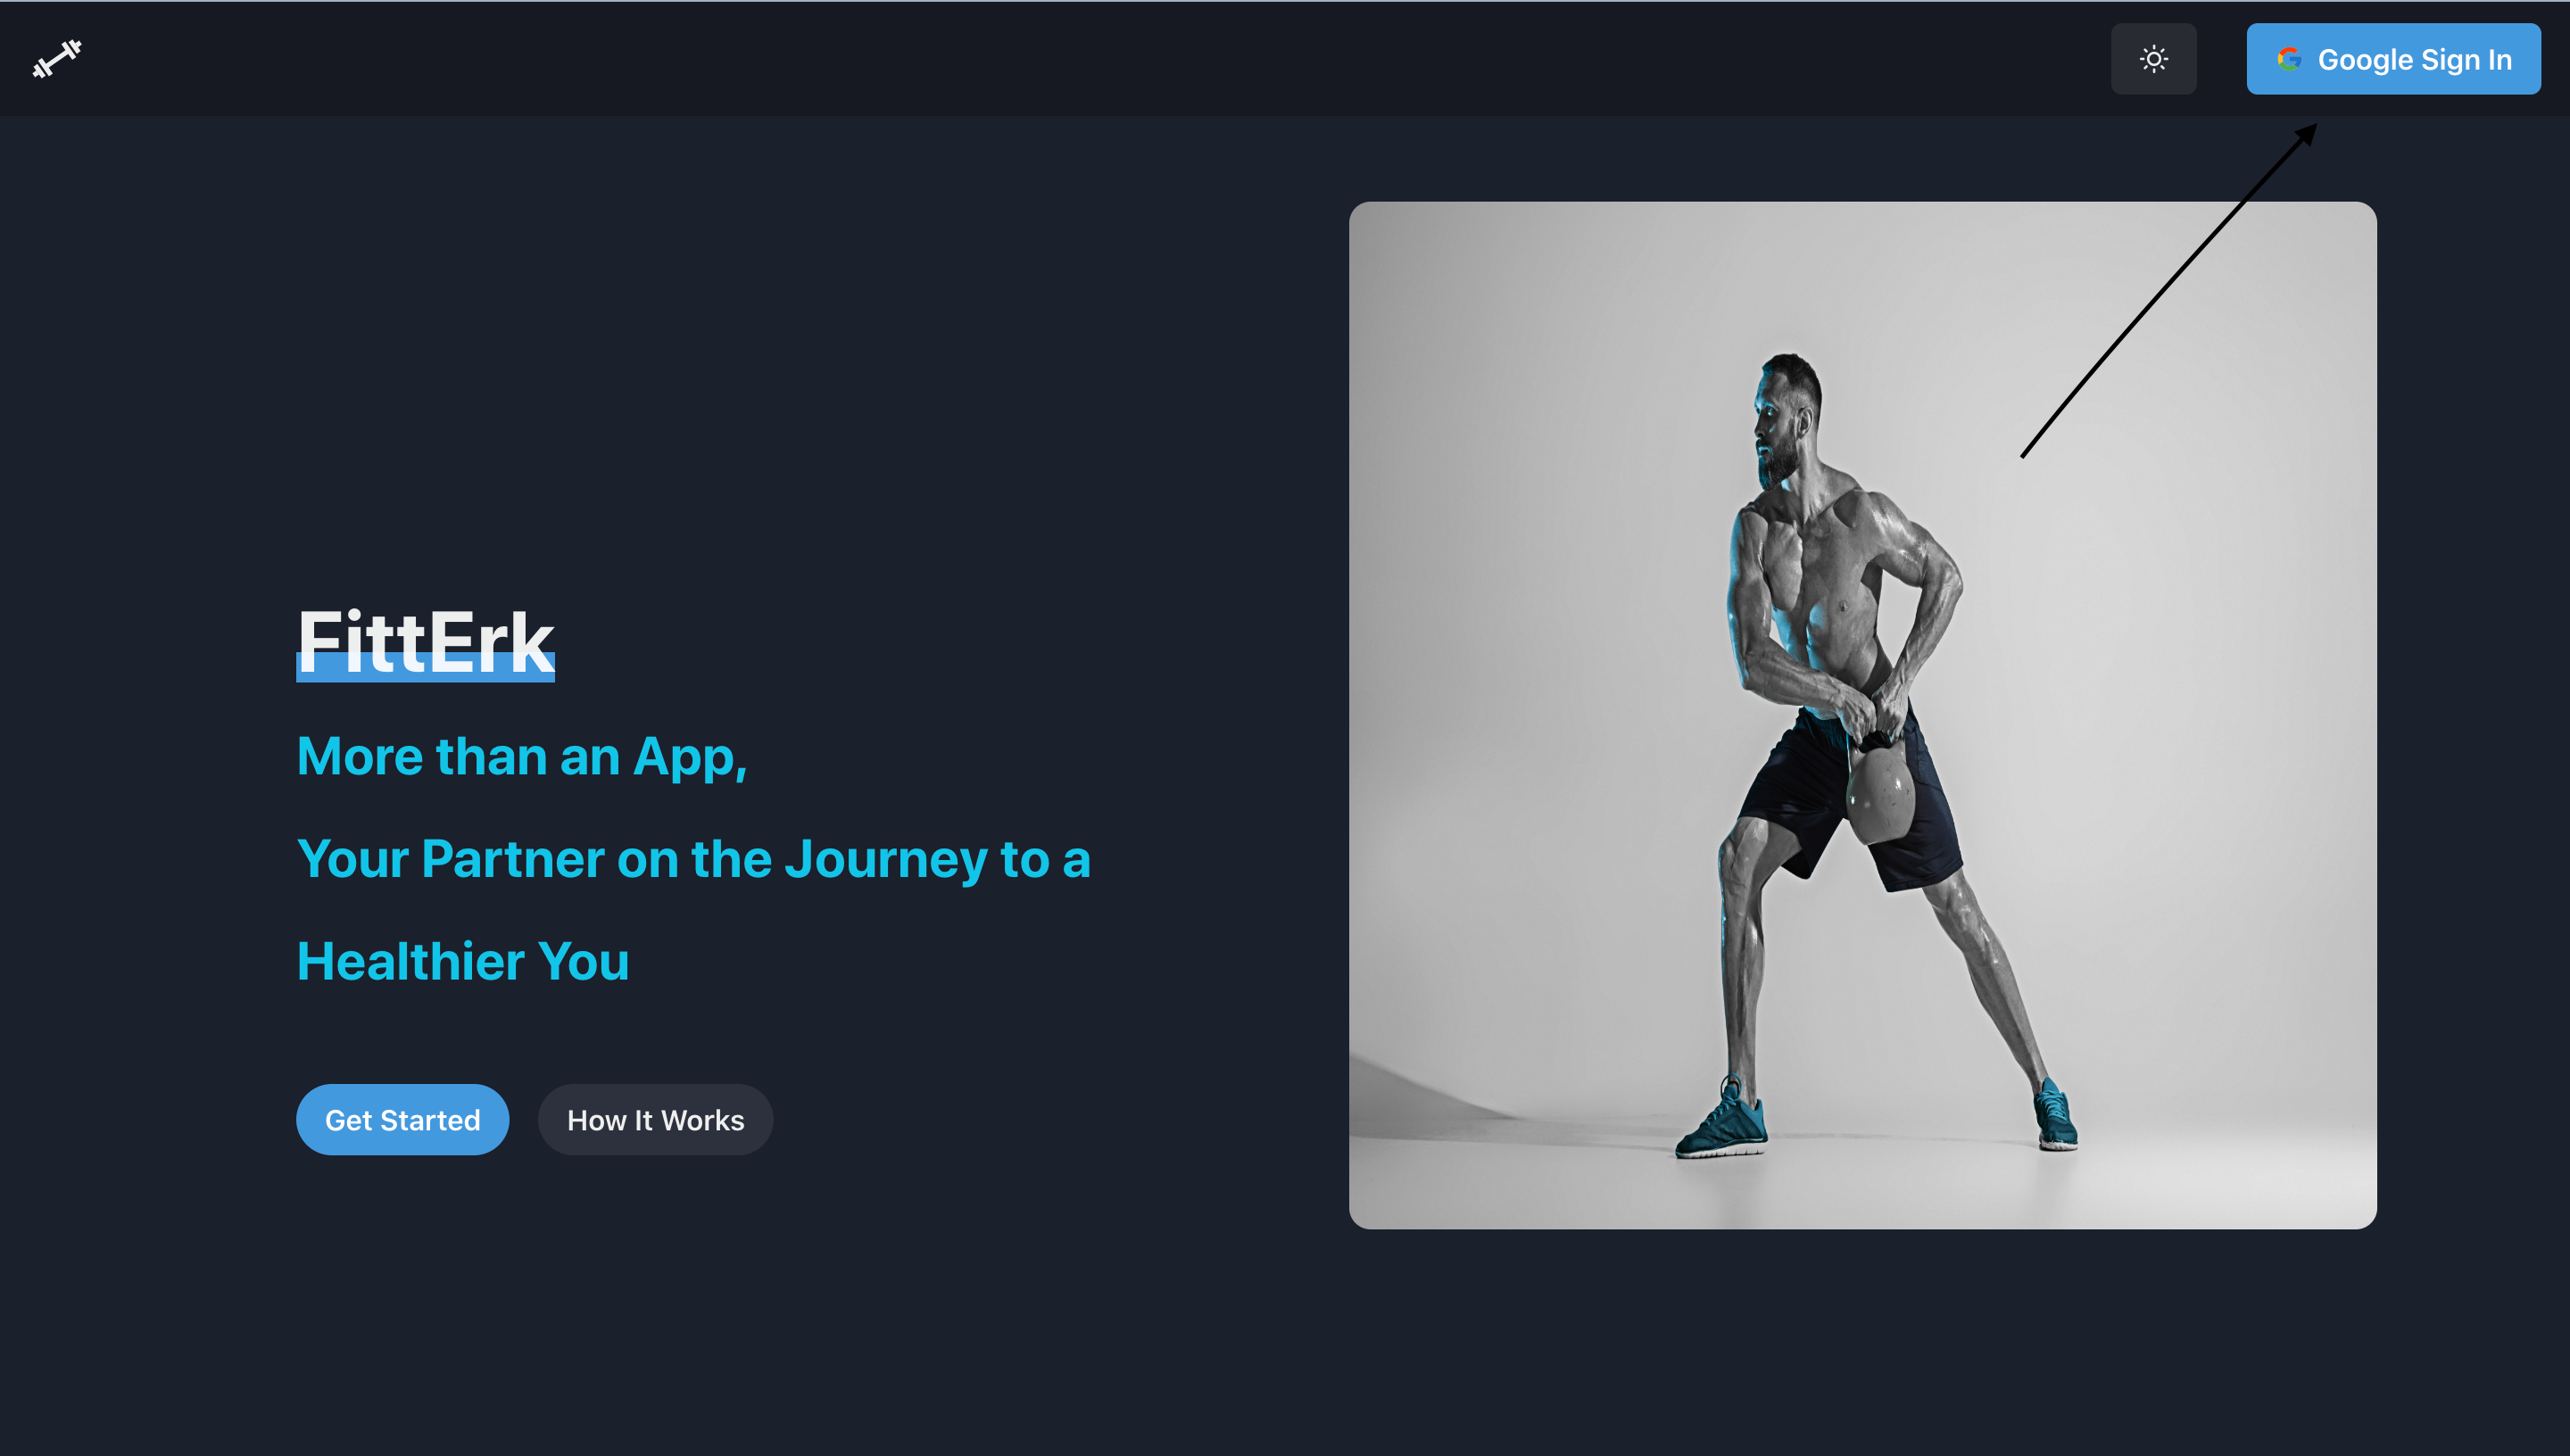 Google Sign In
FittErk
More than an App,
Your Partner on the Journey to a
Healthier You
Get Started
How It Works